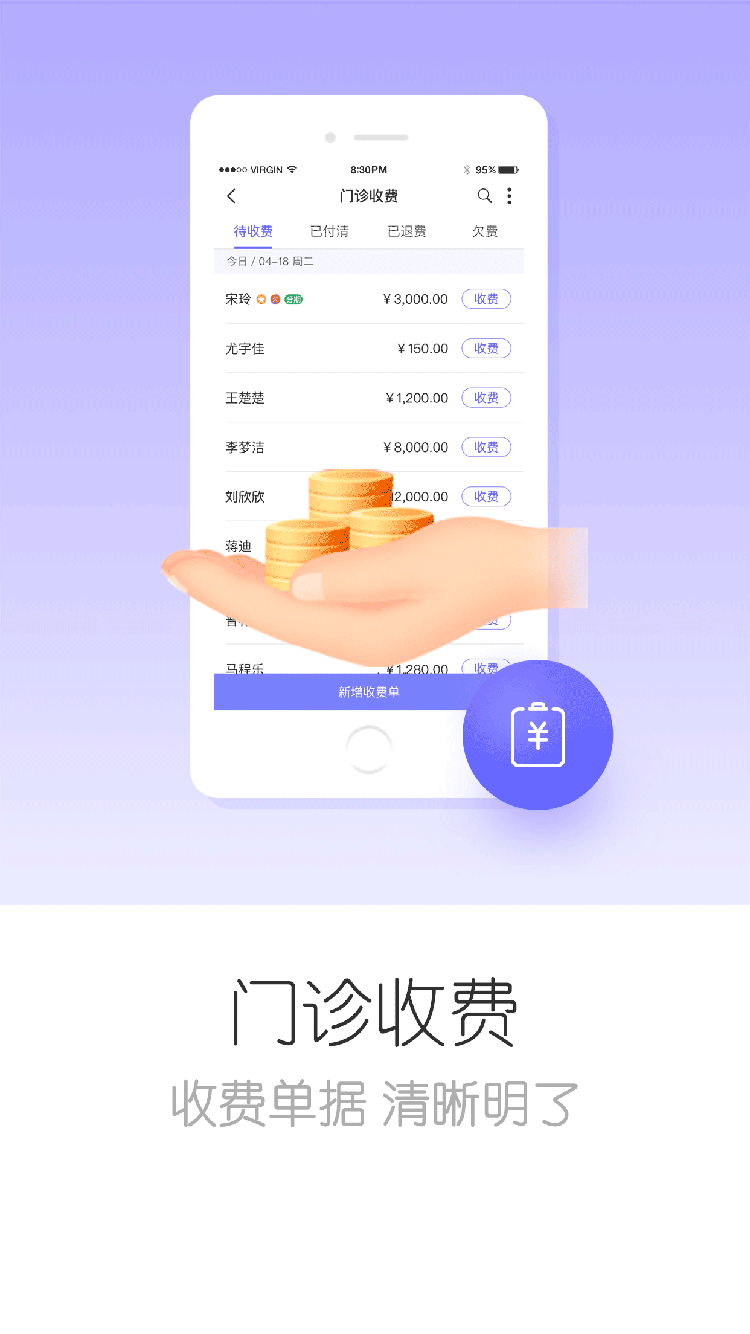 VIRGIN 8:30PM 95%
门诊收费
待收费 已付清 已退费 欠费
今日 / 04-18 周二
宋玲 分期 ¥3,000.00 收费
尤宇佳 ¥150.00 收费
王楚楚 ¥1,200.00 收费
李梦洁 ¥8,000.00 收费
刘欣欣 2,000.00 收费
蒋迪
马程乐 ¥1,280.00 收费
新增收费单
¥
门诊收费
收费单据 清晰明了